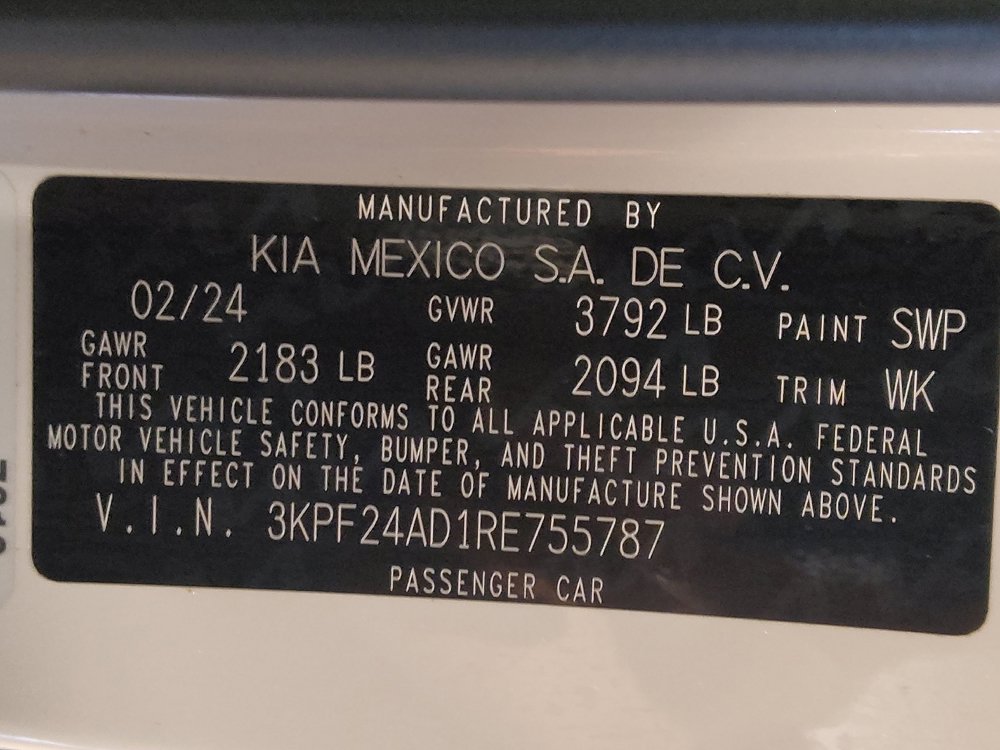 MANUFACTURED BY
KIA MEXICO S.A. DE C.V.
02/24 GVWR 3792 LB PAINT SWP
GAWR FRONT 2183 LB GAWR REAR 2094 LB TRIM WK
THIS VEHICLE CONFORMS TO ALL APPLICABLE U.S.A. FEDERAL
MOTOR VEHICLE SAFETY, BUMPER, AND THEFT PREVENTION STANDARDS
IN EFFECT ON THE DATE OF MANUFACTURE SHOWN ABOVE.
V.I.N. 3KPF24AD1RE755787
PASSENGER CAR